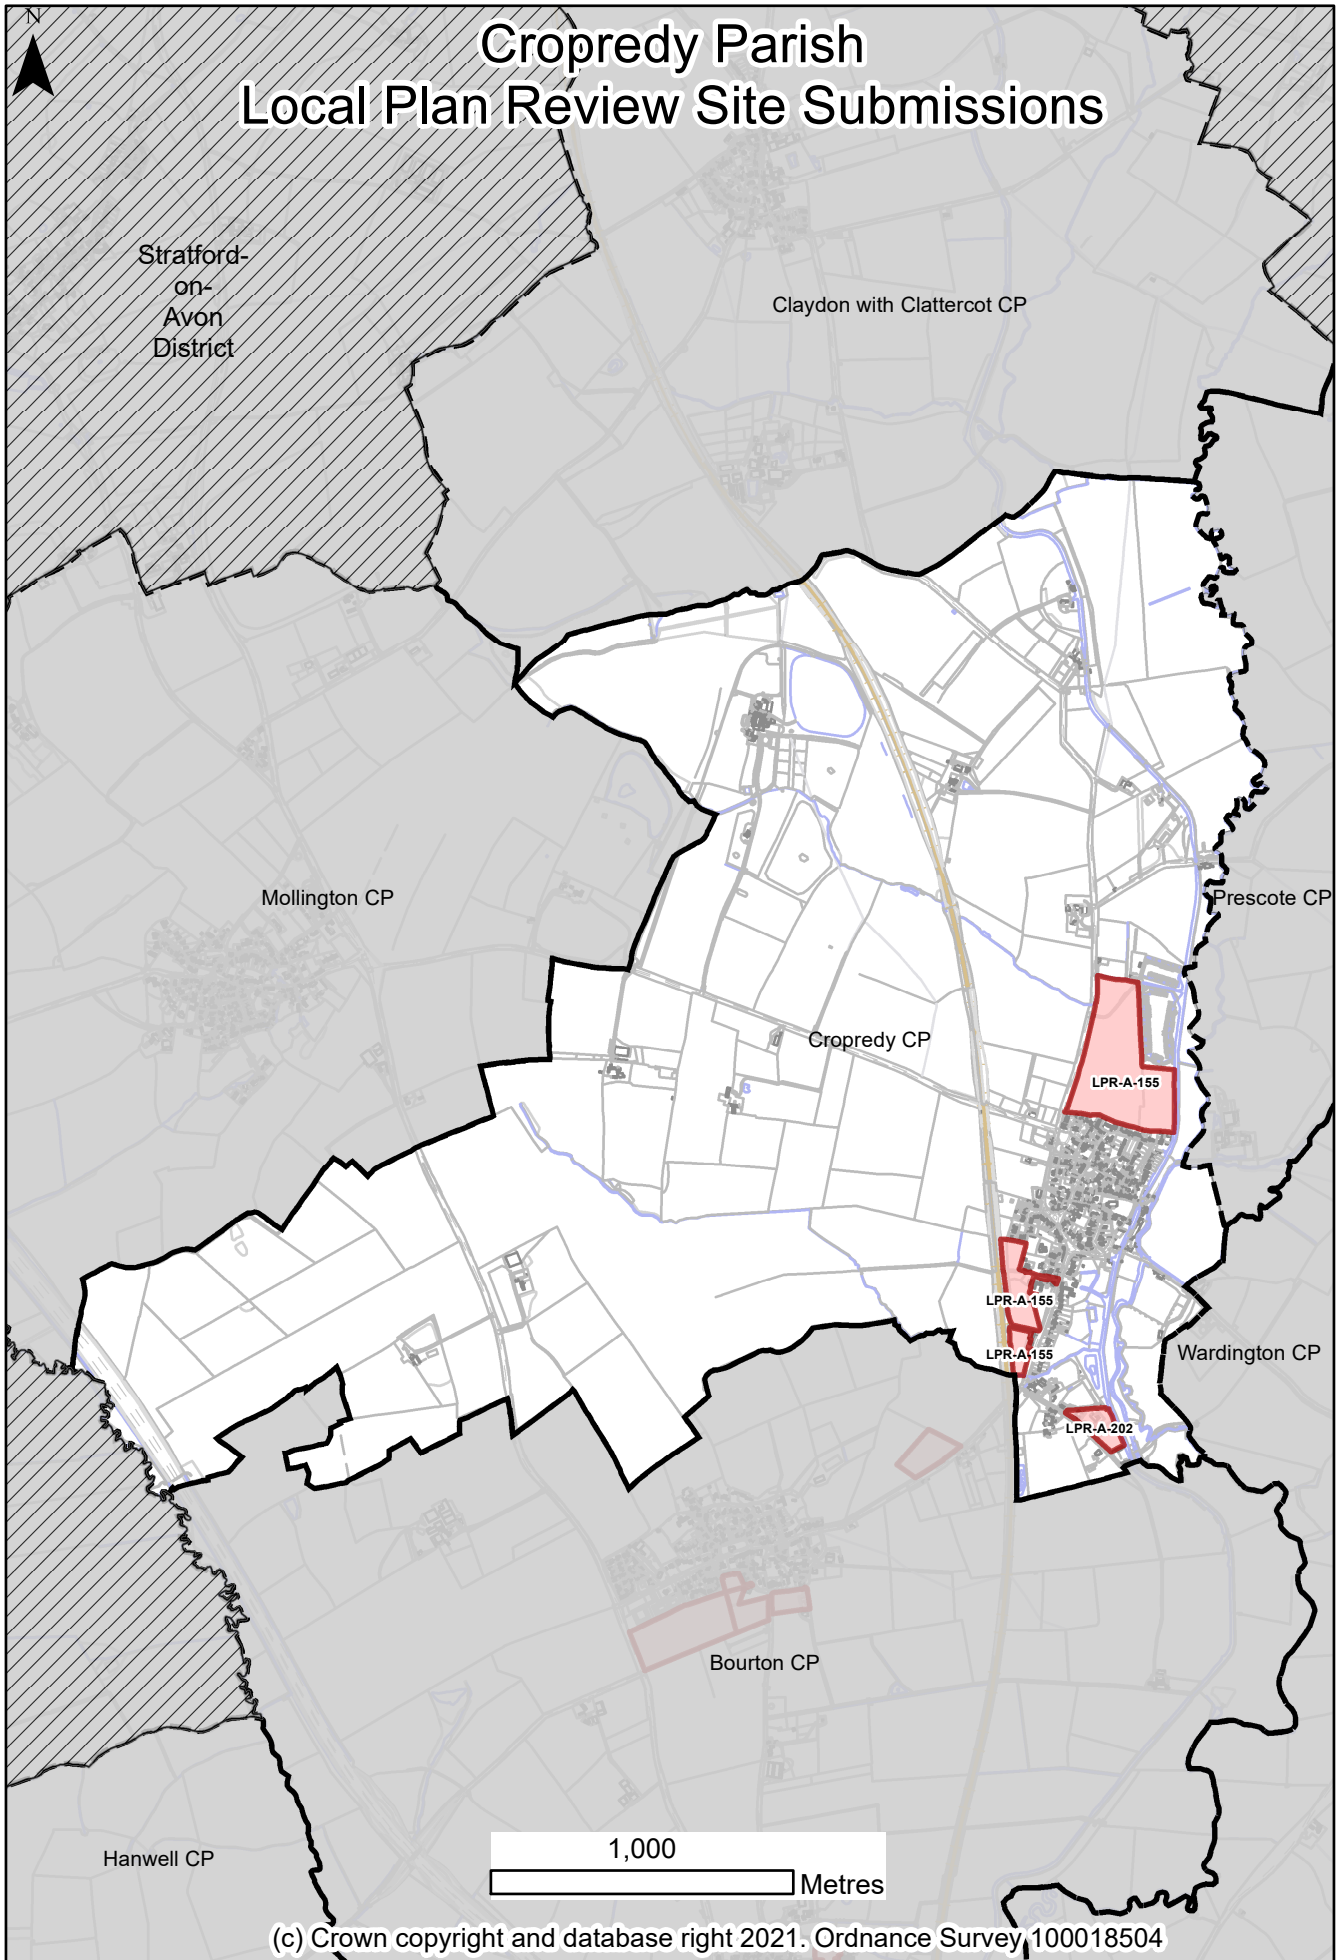 N
Cropredy Parish
Local Plan Review Site Submissions
Stratford-
on-
Avon
District
Claydon with Clattercot CP
Mollington CP
Prescote CP
Cropredy CP
LPR-A-155
LPR-A-155
LPR-A-155
Wardington CP
LPR-A-202
Bourton CP
Hanwell CP
1,000
Metres
(c) Crown copyright and database right 2021. Ordnance Survey 100018504